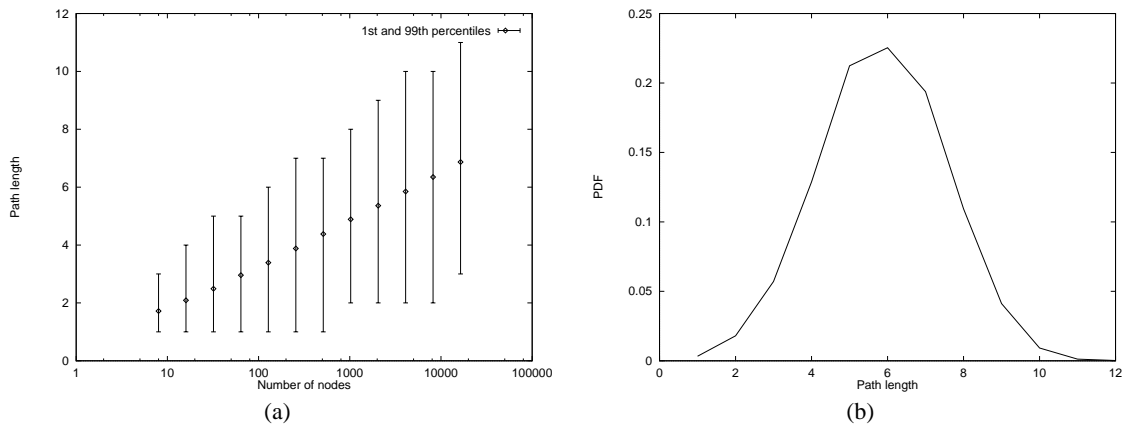 12
10
8
6
4
2
0
Path length
1st and 99th percentiles
1 10 100 1000 10000 100000
Number of nodes
(a)
0.25
0.2
0.15
0.1
0.05
0
PDF
0 2 4 6 8 10 12
Path length
(b)